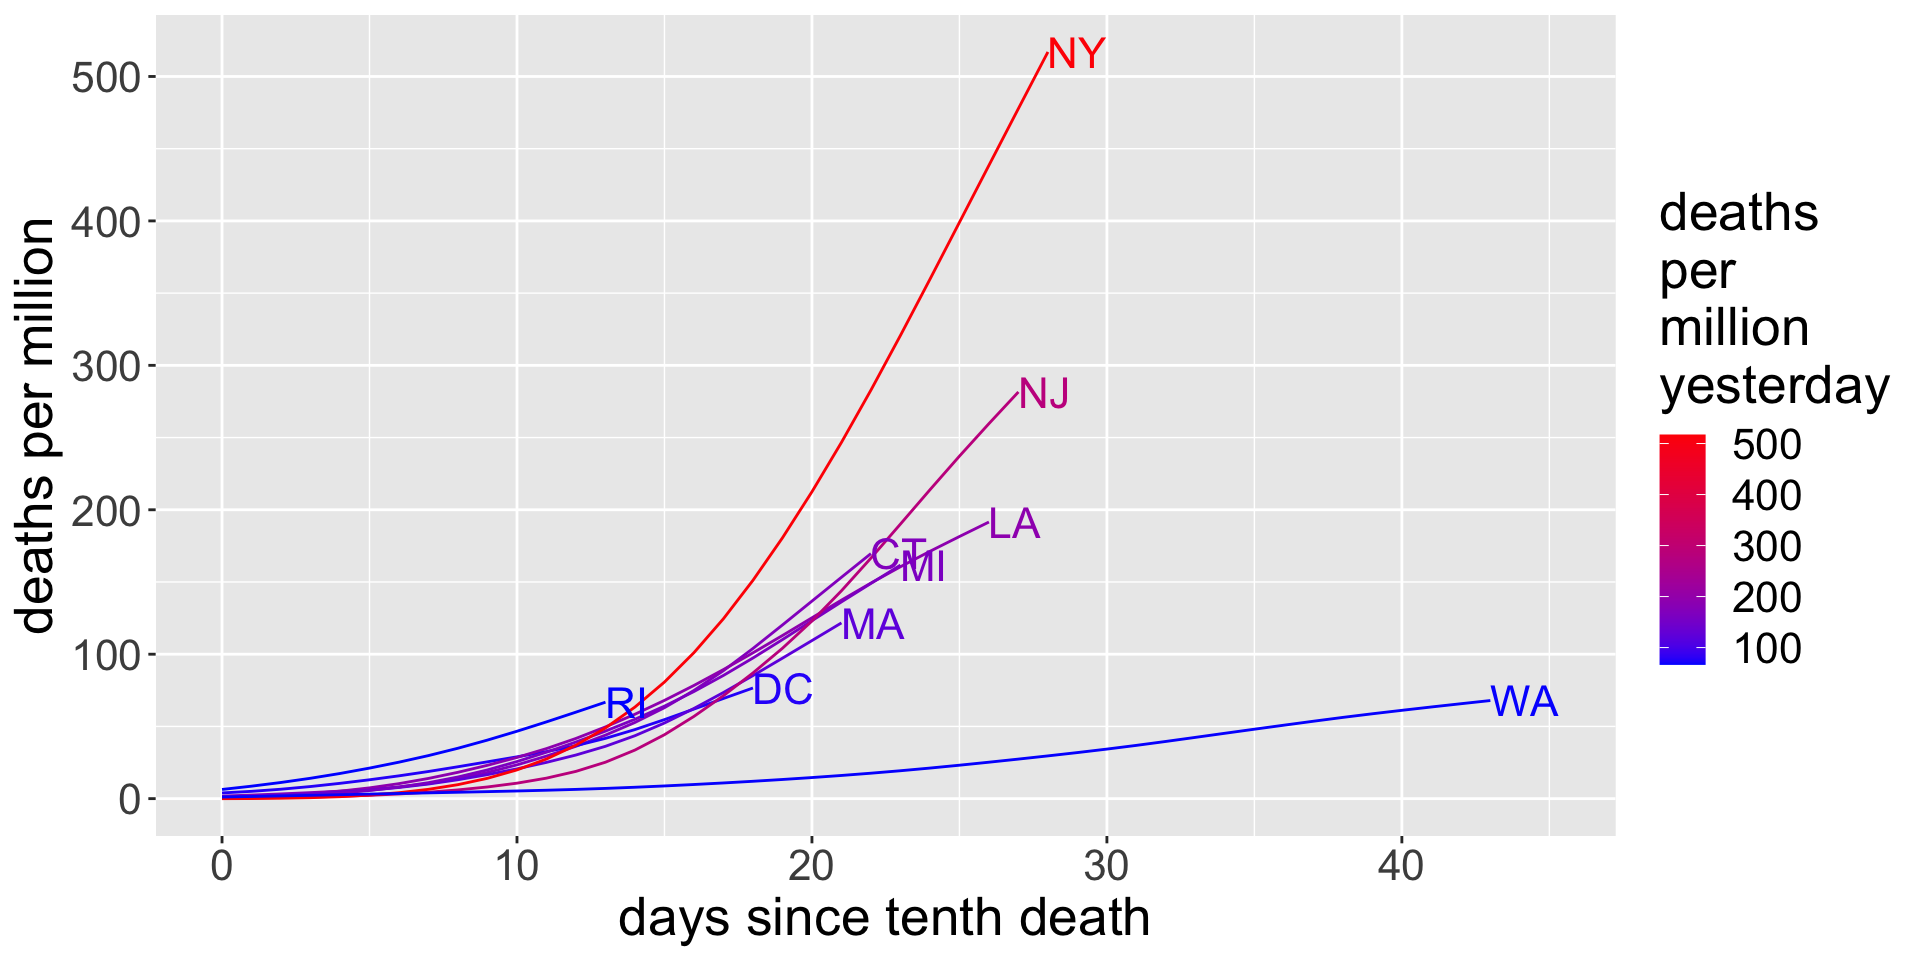 deaths per million
500
400
300
200
100
0
0
10
20
30
40
days since tenth death
NY
NJ
LA
CT
MI
MA
DC
RI
WA
deaths
per
million
yesterday
500
400
300
200
100